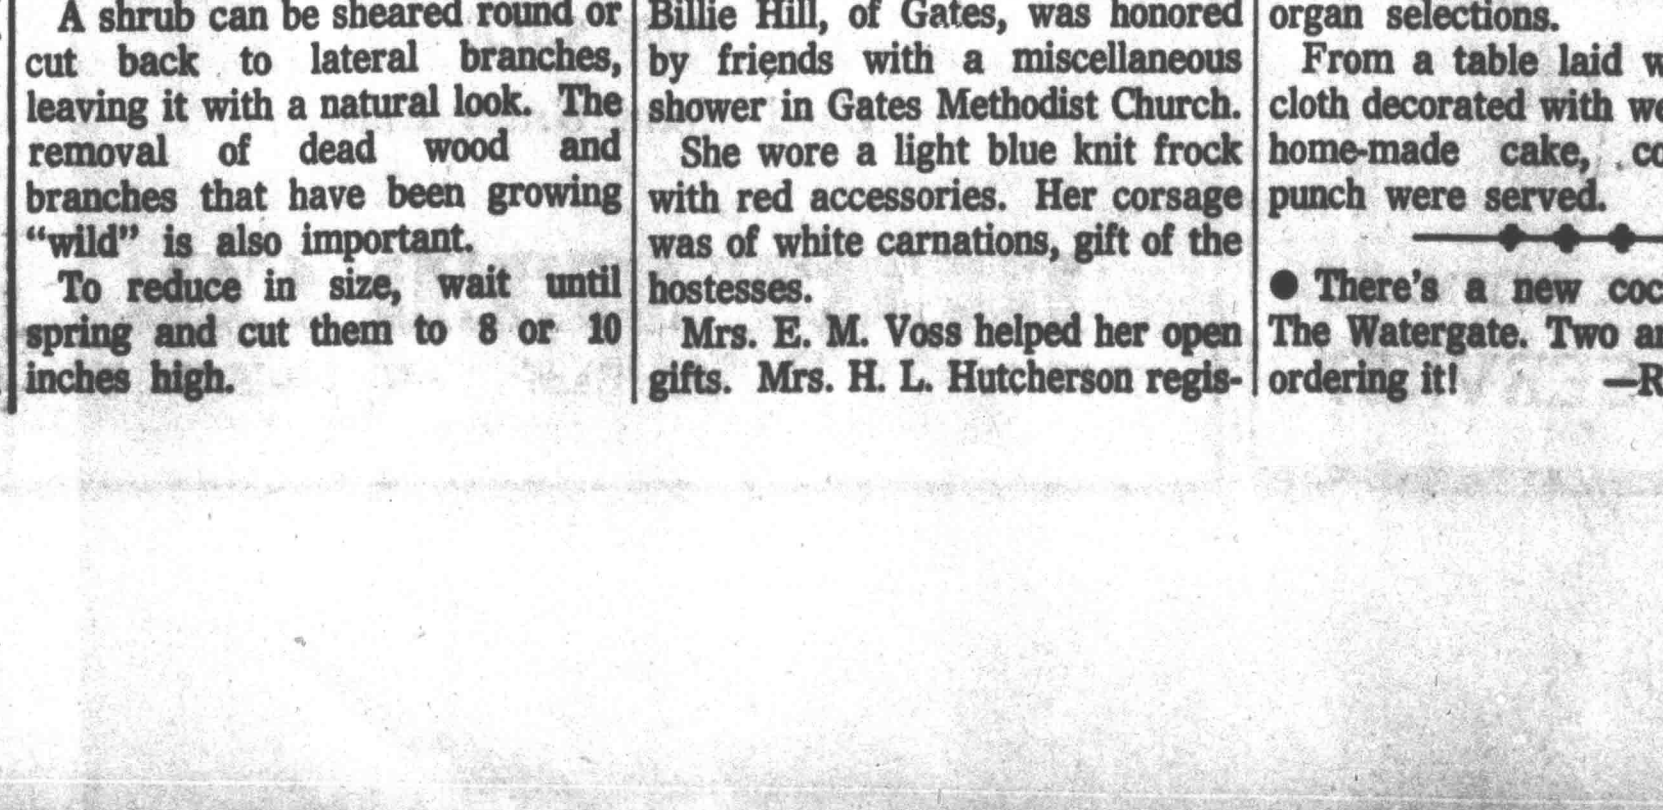 A shrub can be sheared round or
cut back to lateral branches,
leaving it with a natural look. The
removal of dead wood and
branches that have been growing
“wild” is also important.
To reduce in size, wait until
spring and cut them to 8 or 10
inches high.
Billie Hill, of Gates, was honored
by friends with a miscellaneous
shower in Gates Methodist Church.
She wore a light blue knit frock
with red accessories. Her corsage
was of white carnations, gift of the
hostesses.
Mrs. E. M. Voss helped her open
gifts. Mrs. H. L. Hutcherson regis-
organ selections.
From a table laid
cloth decorated with
home-made cake,
punch were served.
● There's a new
The Watergate. Two
ordering it! —R